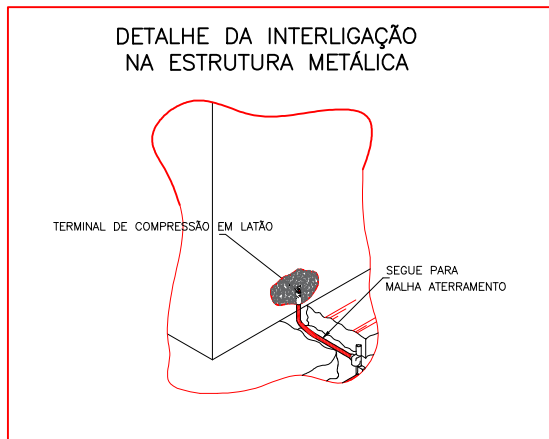 DETALHE DA INTERLIGAÇÃO
NA ESTRUTURA METÁLICA
TERMINAL DE COMPRESSÃO EM LATÃO
SEGUE PARA
MALHA ATERRAMENTO